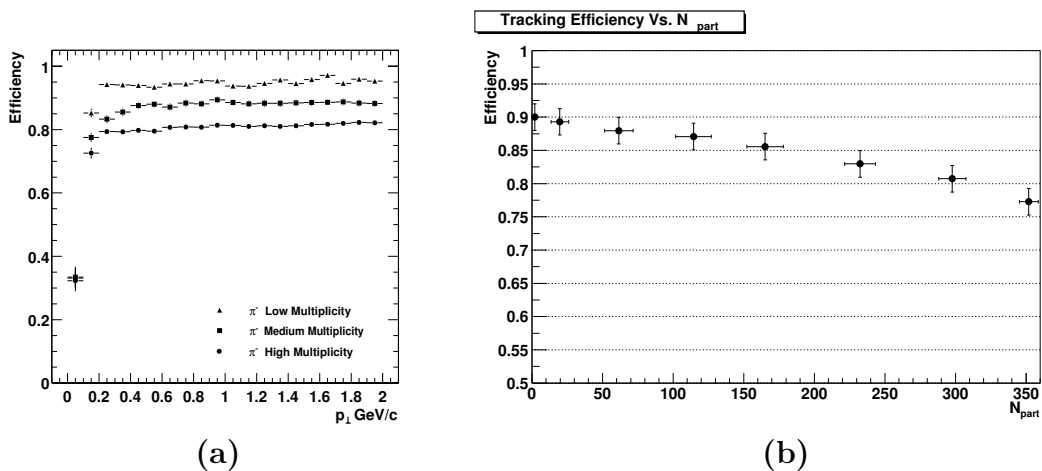 Efficiency
1
0.8
0.6
0.4
0.2
0
π⁻ Low Multiplicity
π⁻ Medium Multiplicity
π⁻ High Multiplicity
0 0.2 0.4 0.6 0.8 1 1.2 1.4 1.6 1.8 2
p⊥ GeV/c
(a)
Tracking Efficiency Vs. N part
Efficiency
1
0.95
0.9
0.85
0.8
0.75
0.7
0.65
0.6
0.55
0.5
0 50 100 150 200 250 300 350
Npart
(b)